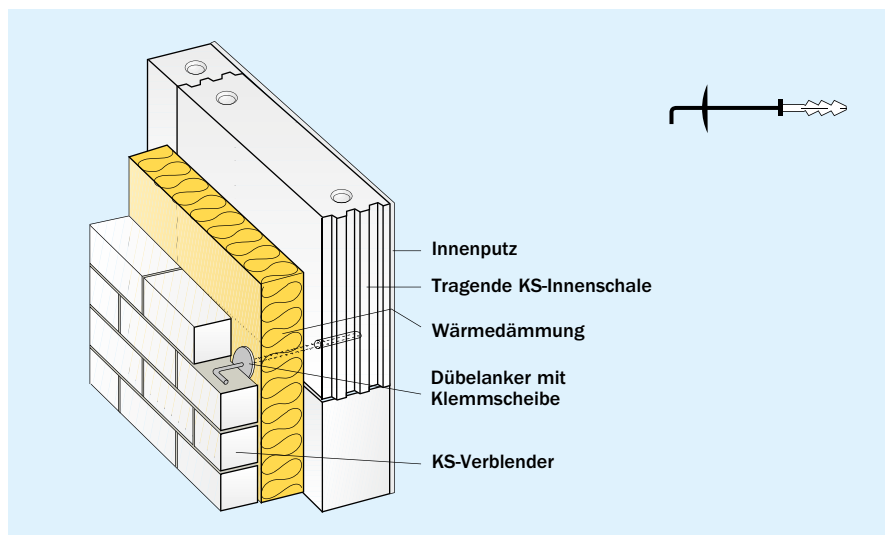 Innenputz
Tragende KS-Innenschale
Wärmedämmung
Dübelanker mit
Klemmscheibe
KS-Verblender